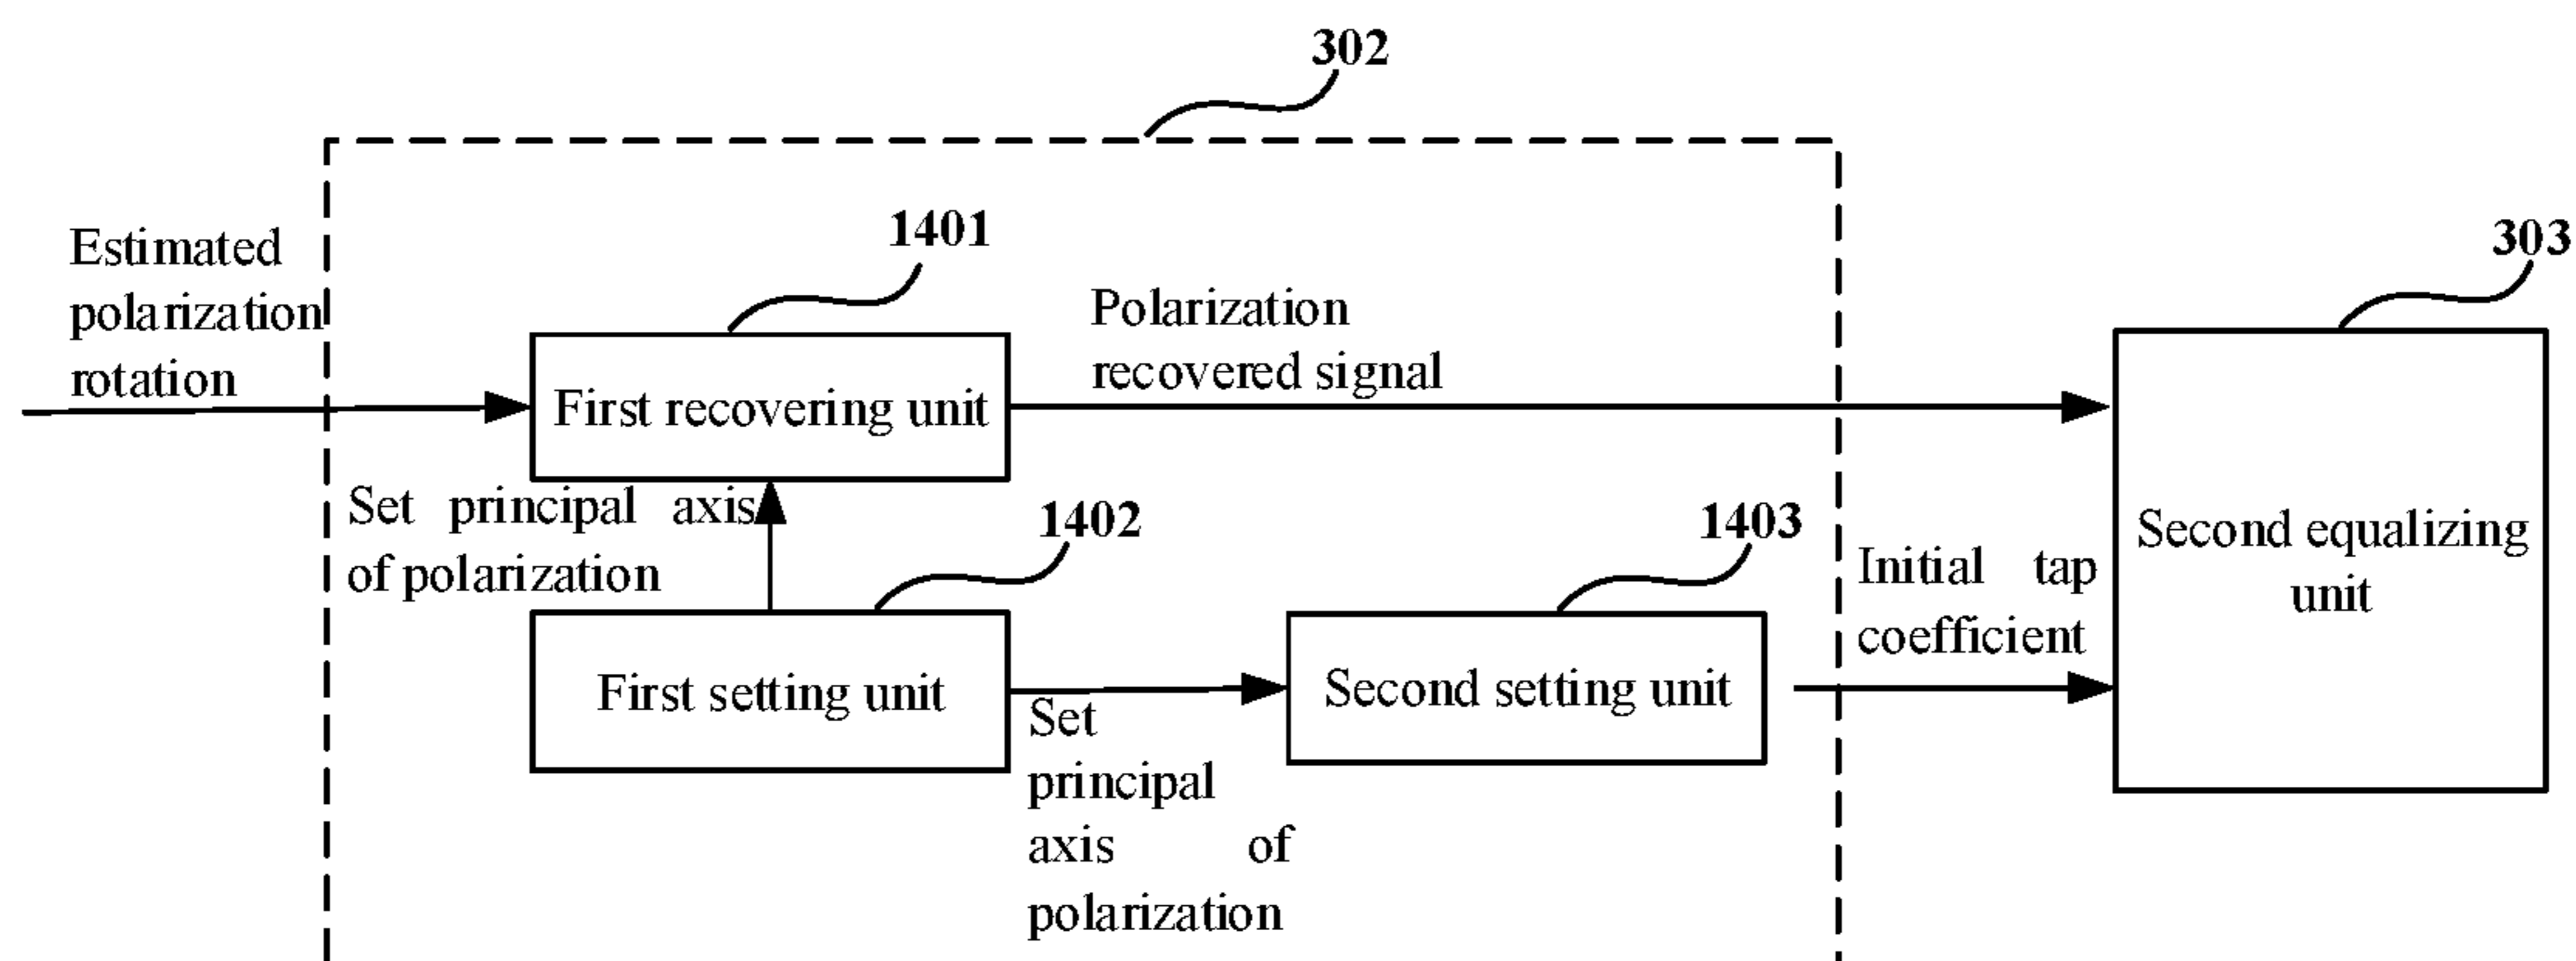 302
Estimated
polarization
rotation
1401
Polarization
recovered signal
303
First recovering unit
Set principal axis
of polarization
1402
1403
First setting unit
Set
principal
axis of
polarization
Second setting unit
Initial tap
coefficient
Second equalizing
unit